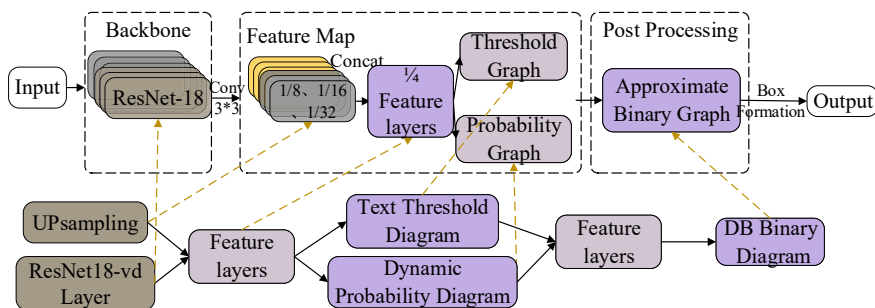 Backbone
Feature Map
Post Processing
Input
ResNet-18
Conv
3*3
Concat
1/8、1/16
、1/32
¼
Feature
layers
Threshold
Graph
Probability
Graph
Approximate
Binary Graph
Box
Formation
Output
UPsampling
ResNet18-vd
Layer
Feature
layers
Text Threshold
Diagram
Dynamic
Probability Diagram
Feature
layers
DB Binary
Diagram